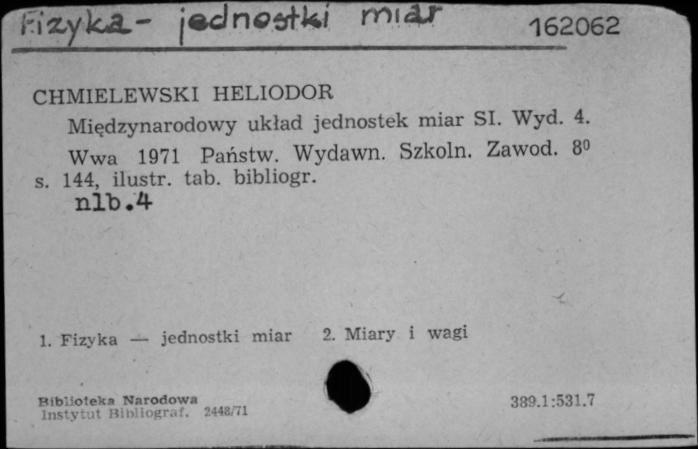 Fizyka - jednostki miar 162062
CHMIELEWSKI HELIODOR
Międzynarodowy układ jednostek miar SI. Wyd. 4.
Wwa 1971 Państw. Wydawn. Szkoln. Zawod. 8⁰
s. 144, ilustr. tab. bibliogr.
nlb.4
1. Fizyka — jednostki miar 2. Miary i wagi
Biblioteka Narodowa
Instytut Bibliograf. 2448/71
389.1:531.7